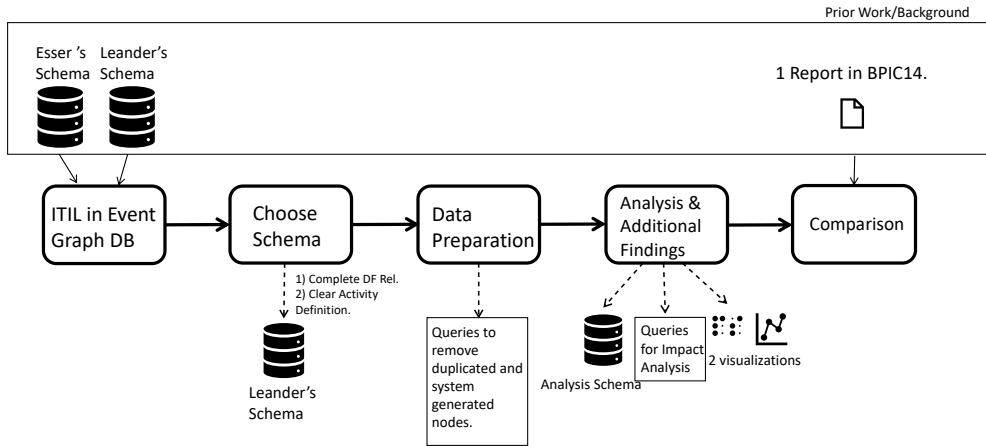 Prior Work/Background
Esser 's
Schema
Leander's
Schema
1 Report in BPIC14.
ITIL in Event
Graph DB
Choose
Schema
Data
Preparation
Analysis &
Additional
Findings
Comparison
1) Complete DF Rel.
2) Clear Activity
Definition.
Leander's
Schema
Queries to
remove
duplicated and
system
generated
nodes.
Analysis Schema
Queries
for Impact
Analysis
2 visualizations